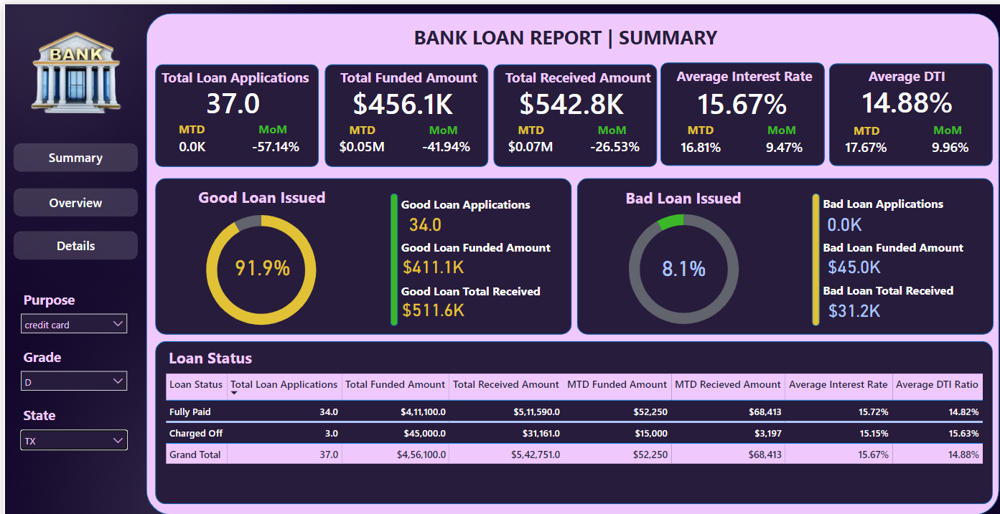 BANK
Summary
Overview
Details
Purpose
credit card
Grade
D
State
TX
BANK LOAN REPORT | SUMMARY
Total Loan Applications
37.0
MTD MoM
0.0K -57.14%
Total Funded Amount
$456.1K
MTD MoM
$0.05M -41.94%
Total Received Amount
$542.8K
MTD MoM
$0.07M -26.53%
Average Interest Rate
15.67%
MTD MoM
16.81% 9.47%
Average DTI
14.88%
MTD MoM
17.67% 9.96%
Good Loan Issued
91.9%
Good Loan Applications
34.0
Good Loan Funded Amount
$411.1K
Good Loan Total Received
$511.6K
Bad Loan Issued
8.1%
Bad Loan Applications
0.0K
Bad Loan Funded Amount
$45.0K
Bad Loan Total Received
$31.2K
Loan Status
Loan Status Total Loan Applications Total Funded Amount Total Received Amount MTD Funded Amount MTD Recieved Amount Average Interest Rate Average DTI Ratio
Fully Paid 34.0 $4,11,100.0 $5,11,590.0 $52,250 $68,413 15.72% 14.82%
Charged Off 3.0 $45,000.0 $31,161.0 $15,000 $3,197 15.15% 15.63%
Grand Total 37.0 $4,56,100.0 $5,42,751.0 $52,250 $68,413 15.67% 14.88%